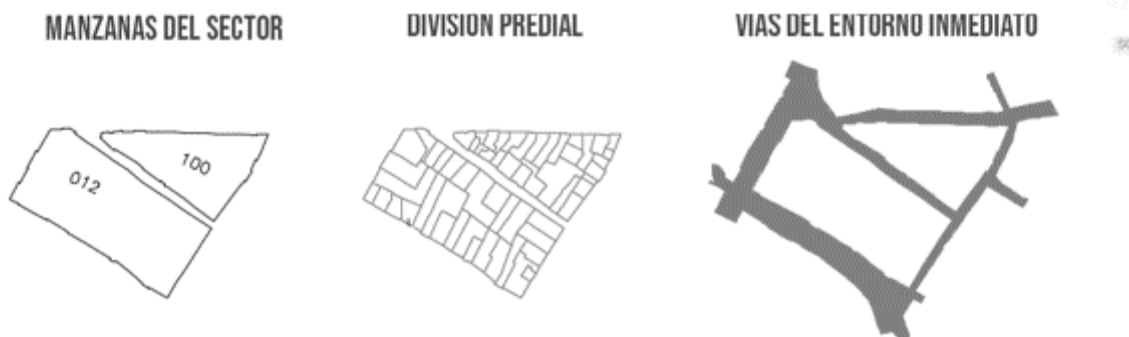 MANZANAS DEL SECTOR
DIVISION PREDIAL
VIAS DEL ENTORNO INMEDIATO
100
012